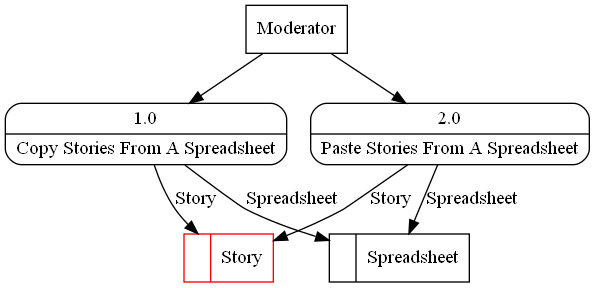 Moderator
1.0
Copy Stories From A Spreadsheet
2.0
Paste Stories From A Spreadsheet
Story
Spreadsheet
Story
Spreadsheet
Story
Spreadsheet